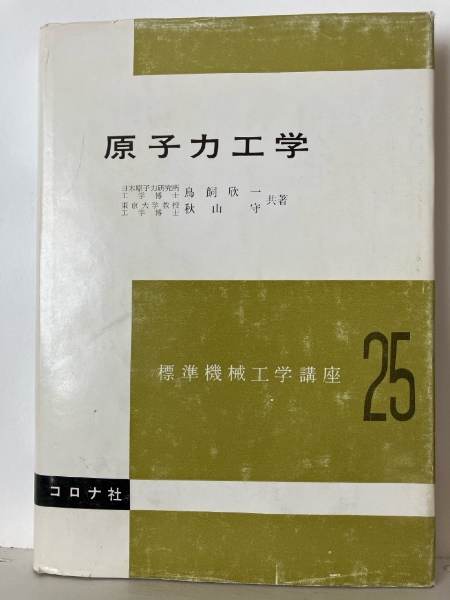 原子力工学
日本原子力研究所
工学博士 鳥飼欣一
東京大学教授
工学博士 秋山守
共著
標準機械工学講座
25
コロナ社